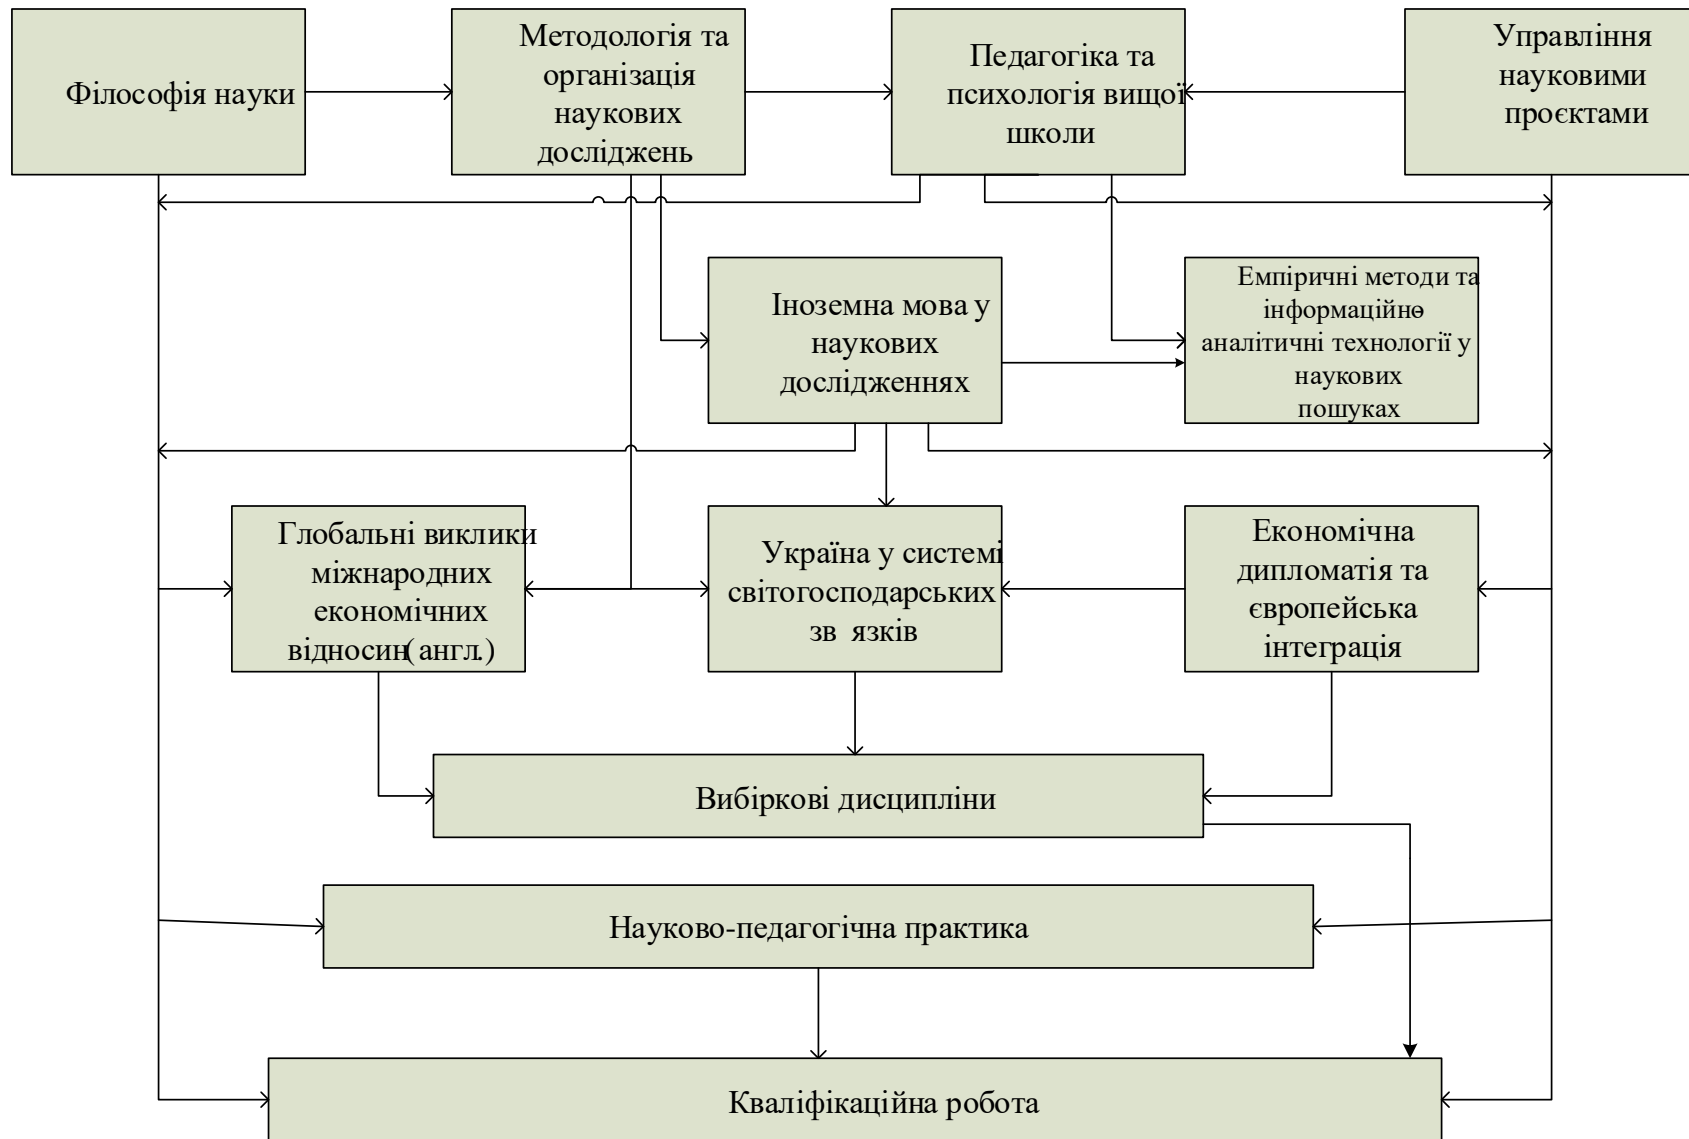 Філософія науки
Методологія та
організація
наукових
досліджень
Педагогіка та
психологія вищої
школи
Управління
науковими
проєктами
Іноземна мова у
наукових
дослідженнях
Емпіричні методи та
інформаційно-
аналітичні технології у
наукових
пошуках
Глобальні виклики
міжнародних
економічних
відносин(англ.)
Україна у системі
світогосподарських
зв язків
Економічна
дипломатія та
європейська
інтеграція
Вибіркові дисципліни
Науково-педагогічна практика
Кваліфікаційна робота